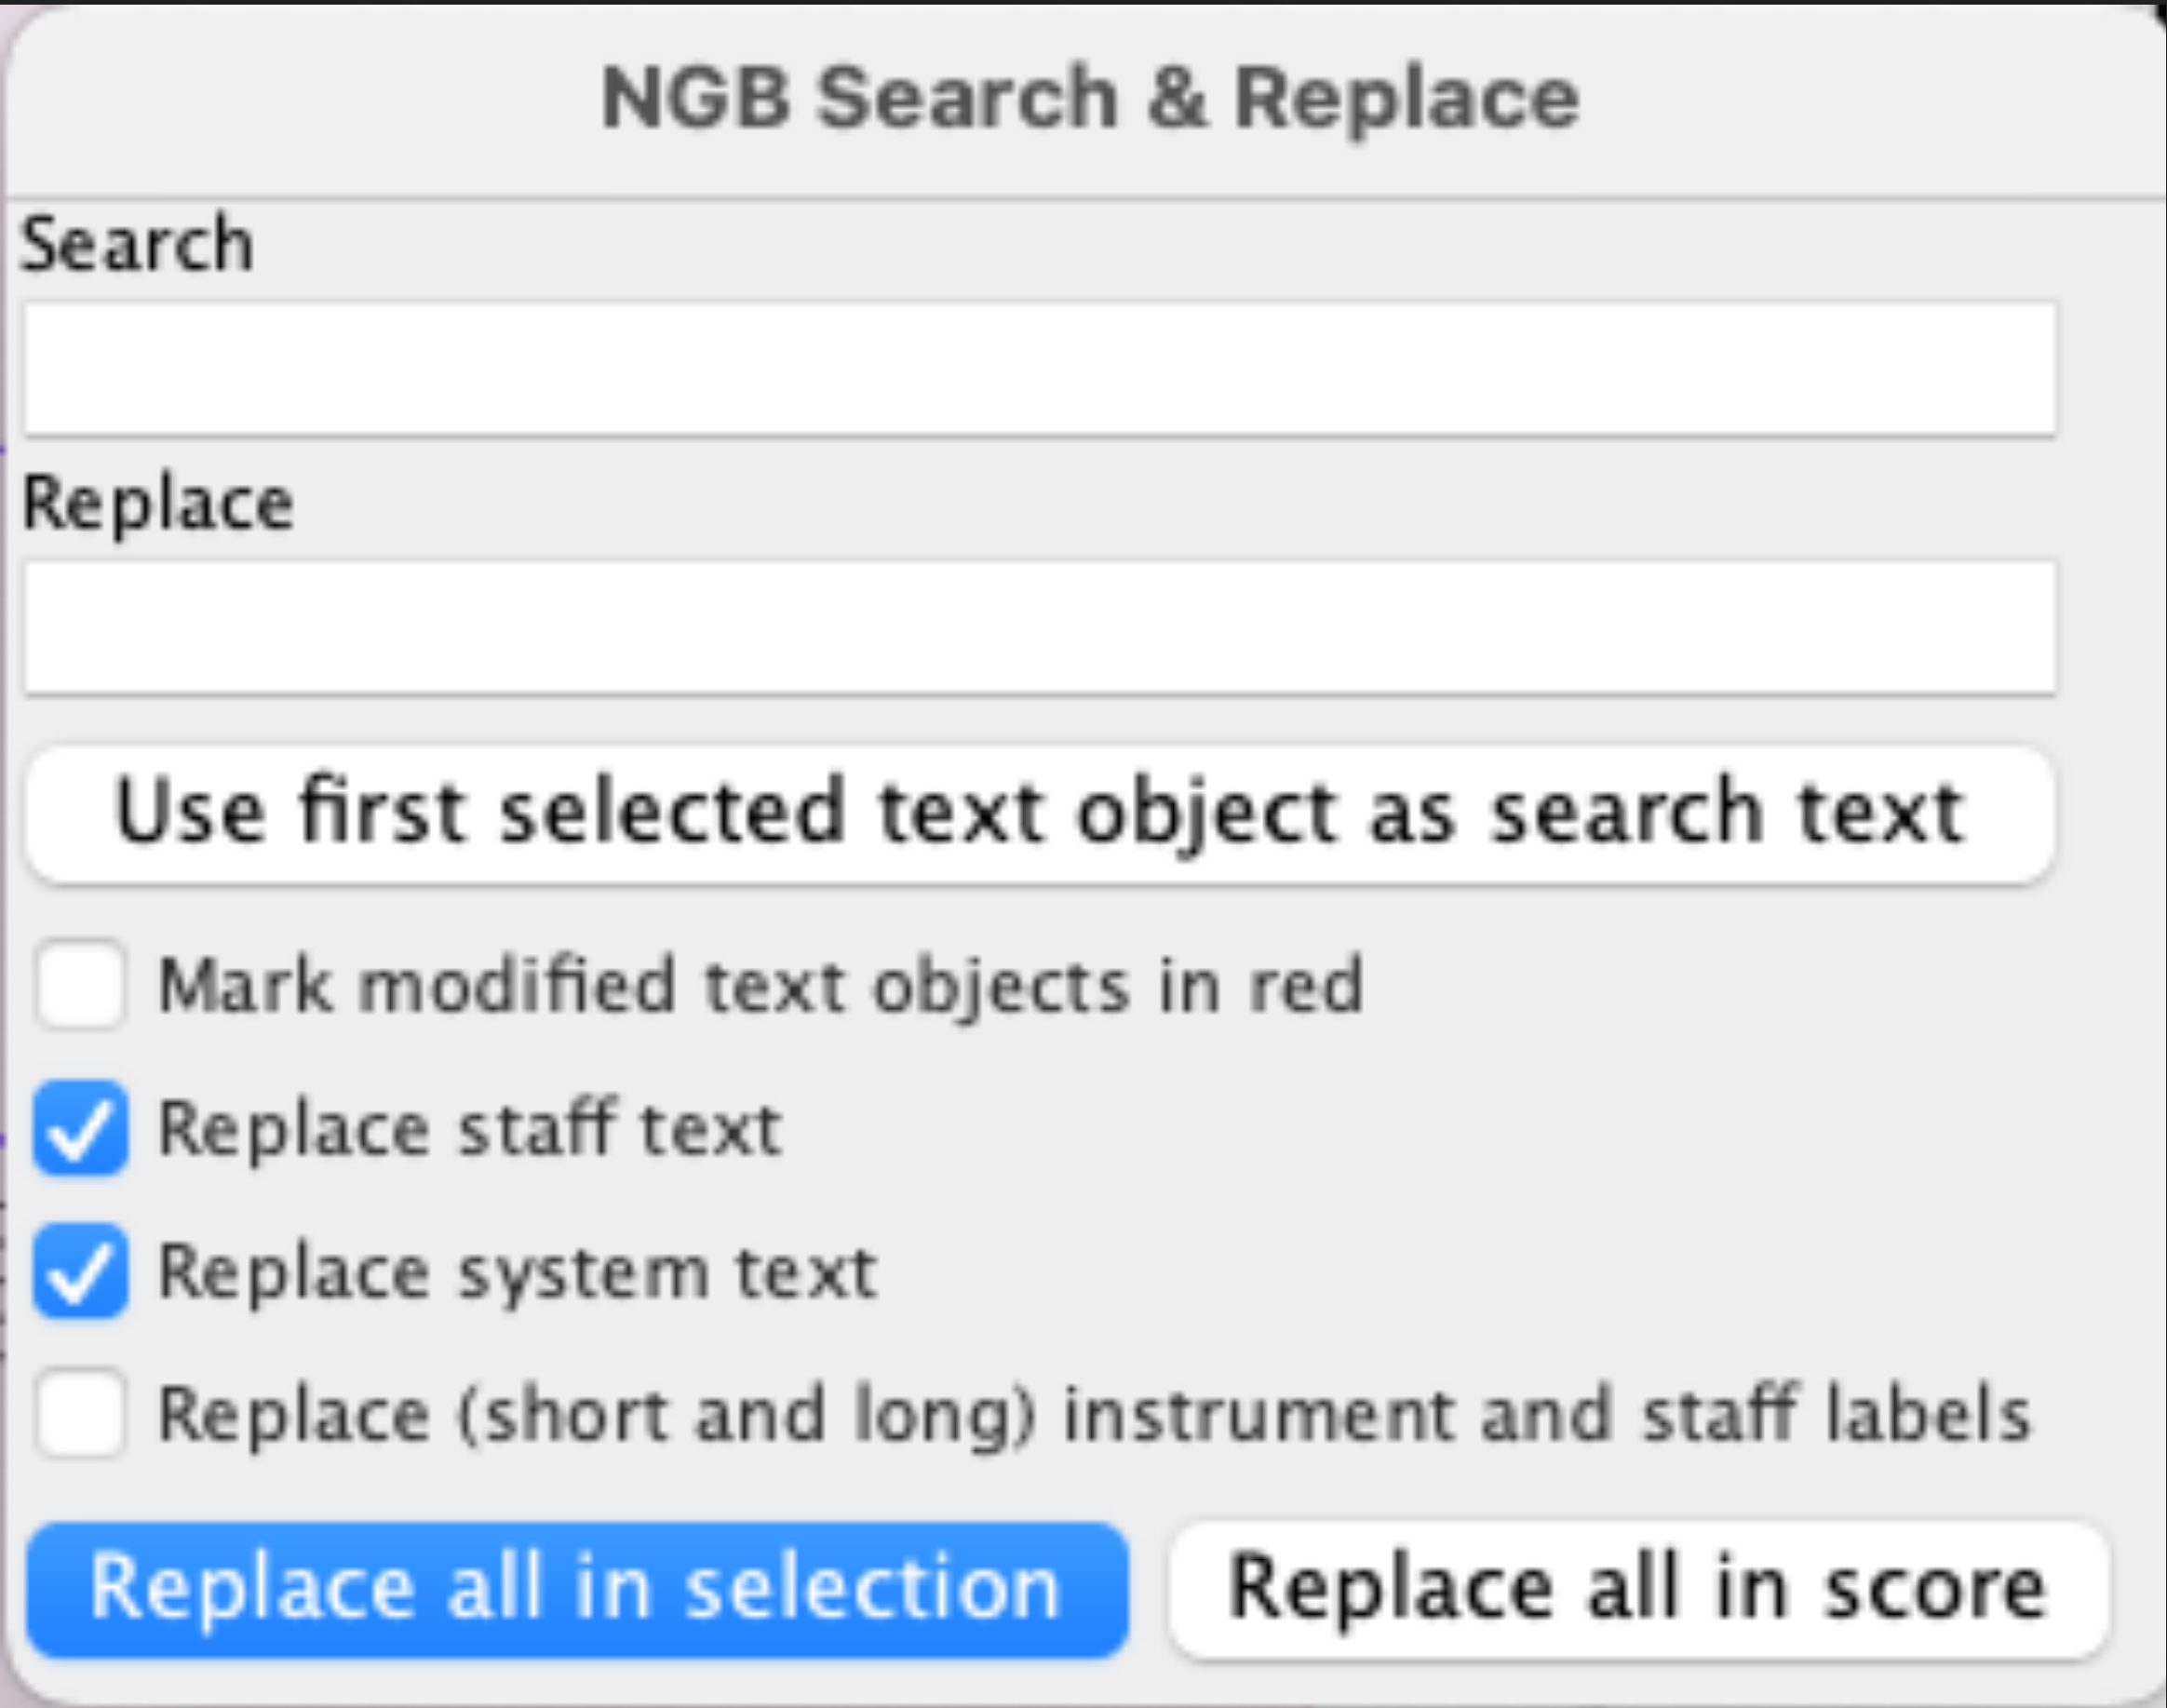 NGB Search & Replace
Search
Replace
Use first selected text object as search text
Mark modified text objects in red
Replace staff text
Replace system text
Replace (short and long) instrument and staff labels
Replace all in selection
Replace all in score